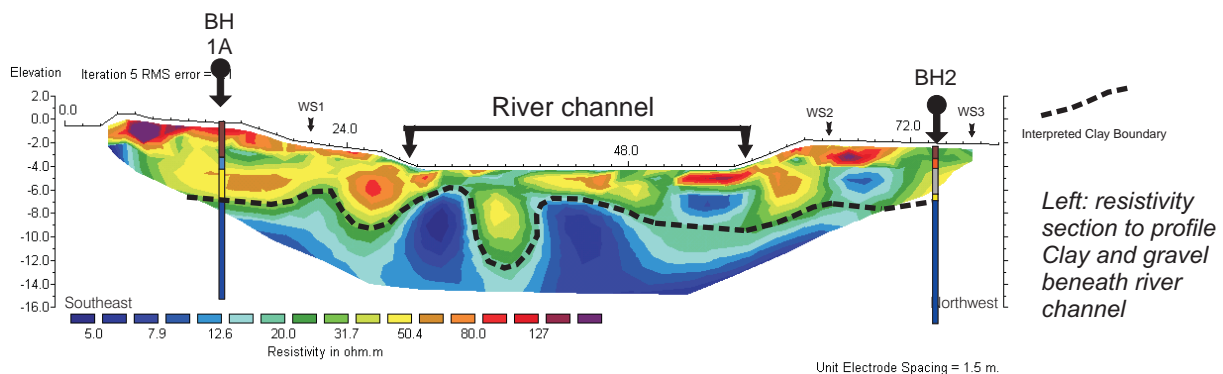 BH
1A
BH2
Elevation
Iteration 5 RMS error =
River channel
WS1
WS2
WS3
0.0
24.0
48.0
72.0
2.0
0.0
-2.0
-4.0
-6.0
-8.0
-10.0
-12.0
-14.0
-16.0
Interpreted Clay Boundary
Left: resistivity
section to profile
Clay and gravel
beneath river
channel
Southeast
Northwest
5.0 7.9 12.6 20.0 31.7 50.4 80.0 127
Resistivity in ohm.m
Unit Electrode Spacing = 1.5 m.